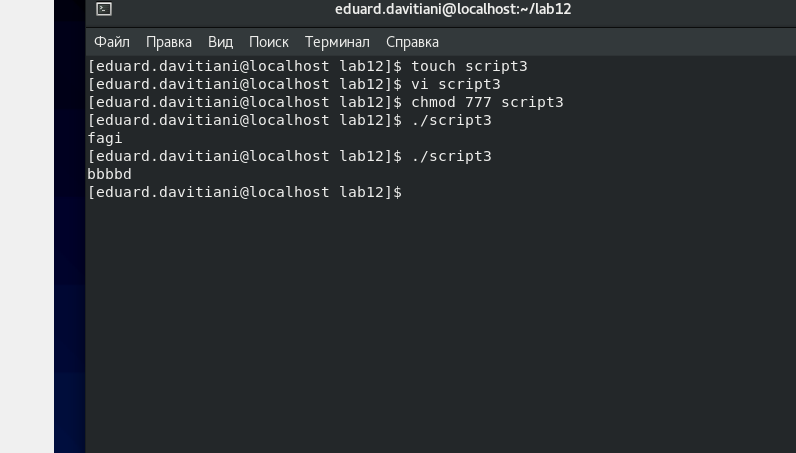 eduard.davitiani@localhost:~/lab12
Файл Правка Вид Поиск Терминал Справка
[eduard.davitiani@localhost lab12]$ touch script3
[eduard.davitiani@localhost lab12]$ vi script3
[eduard.davitiani@localhost lab12]$ chmod 777 script3
[eduard.davitiani@localhost lab12]$ ./script3
fagi
[eduard.davitiani@localhost lab12]$ ./script3
bbbbd
[eduard.davitiani@localhost lab12]$